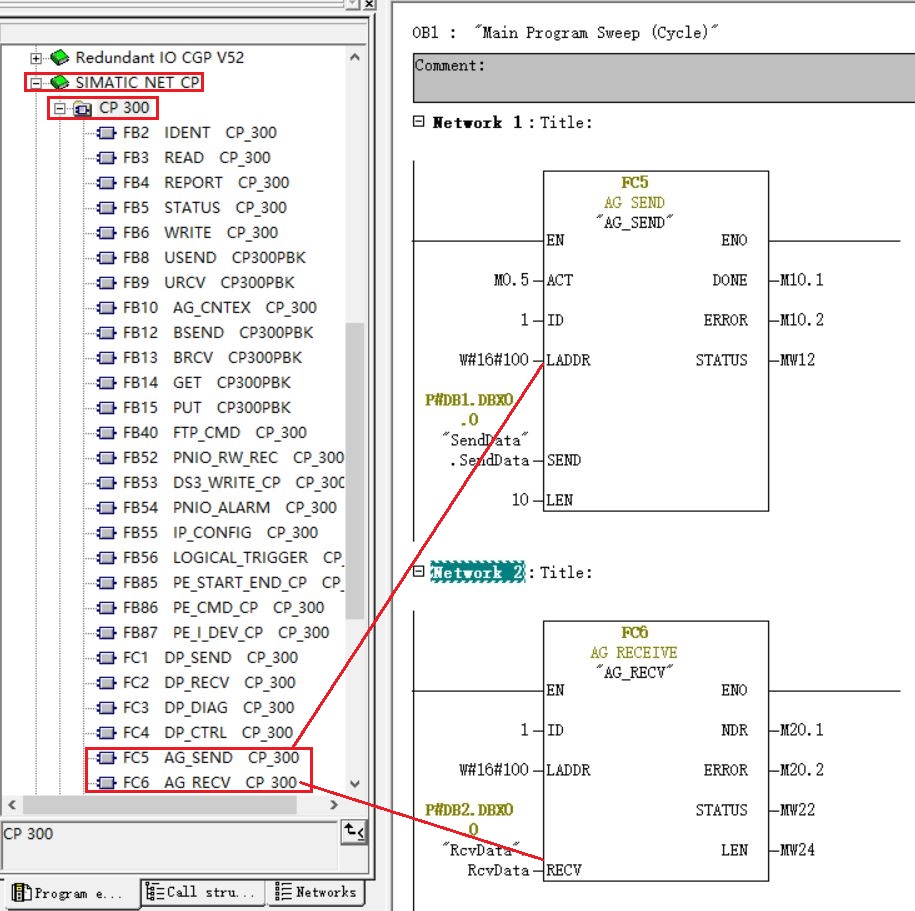 Redundant IO CGP V52
SIMATIC_NET_CP
CP 300
FB2 IDENT CP_300
FB3 READ CP_300
FB4 REPORT CP_300
FB5 STATUS CP_300
FB6 WRITE CP_300
FB8 USEND CP300PBK
FB9 URCV CP300PBK
FB10 AG_CNTEX CP_300
FB12 BSEND CP300PBK
FB13 BRCV CP300PBK
FB14 GET CP300PBK
FB15 PUT CP300PBK
FB40 FTP_CMD CP_300
FB52 PNIO_RW_REC CP_300
FB53 DS3_WRITE_CP CP_300
FB54 PNIO_ALARM CP_300
FB55 IP_CONFIG CP_300
FB56 LOGICAL_TRIGGER CP_
FB85 PE_START_END_CP CP_
FB86 PE_CMD_CP CP_300
FB87 PE_I_DEV_CP CP_300
FC1 DP_SEND CP_300
FC2 DP_RECV CP_300
FC3 DP_DIAG CP_300
FC4 DP_CTRL CP_300
FC5 AG_SEND CP_300
FC6 AG_RECV CP_300
CP 300
Program e... Call stru... Networks
OB1 : "Main Program Sweep (Cycle)"
Comment:
Network 1 : Title:
FC5
AG SEND
"AG_SEND"
EN ENO
M0.5 ACT DONE M10.1
1 ID ERROR M10.2
W#16#100 LADDR STATUS MW12
P#DB1.DBX0
.0
"SendData"
.SendData SEND
10 LEN
Network 2 : Title:
FC6
AG RECEIVE
"AG_RECV"
EN ENO
1 ID NDR M20.1
W#16#100 LADDR ERROR M20.2
P#DB2.DBX0 STATUS MW22
0
"RcvData" LEN MW24
RcvData RECV